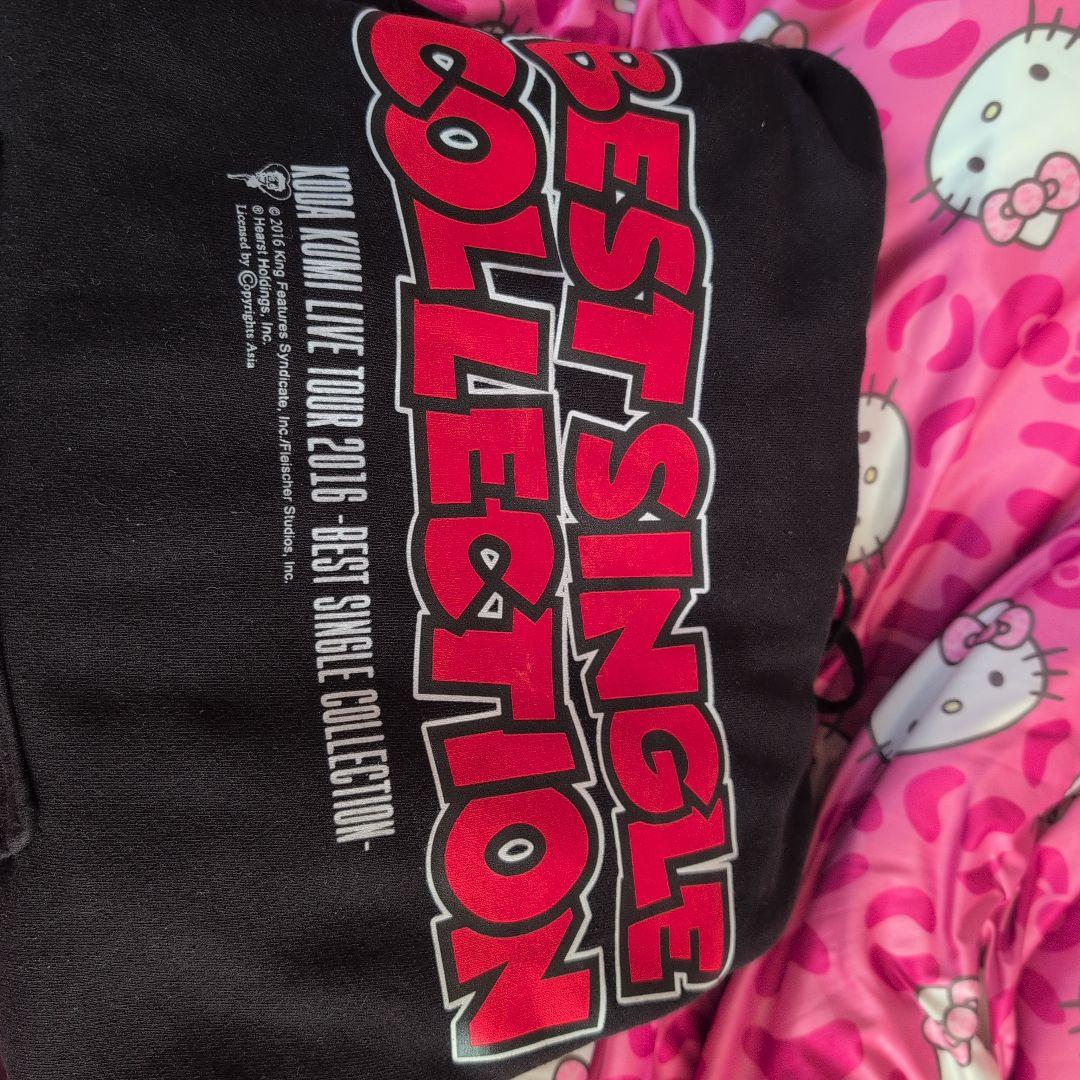 BEST SINGLE
COLLECTION
KODA KUMI LIVE TOUR 2016 -BEST SINGLE COLLECTION-
© 2016 King Features Syndicate, Inc./Fleischer Studios, Inc.
® Hearst Holdings, Inc.
Licensed by ©opyrights Asia